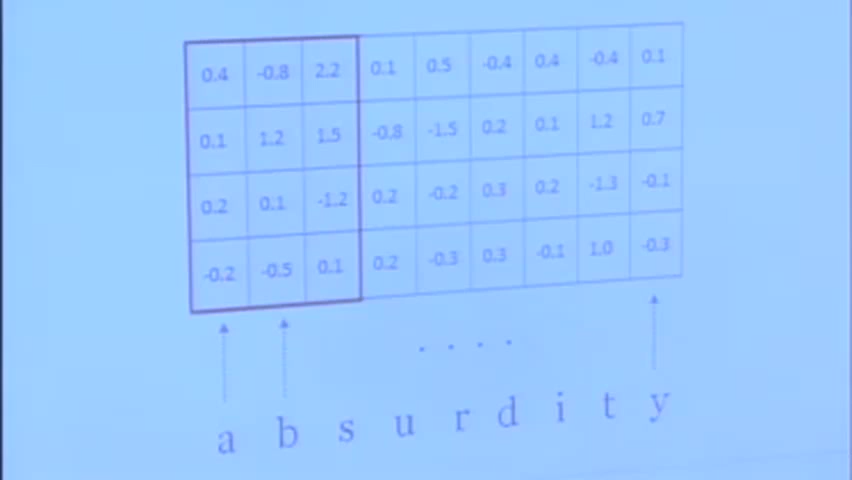 0.4 -0.8 2.2 0.1 0.5 -0.4 0.4 -0.4 0.1
0.1 1.2 1.5 -0.8 -1.5 0.2 0.1 1.2 0.7
0.2 0.1 -1.2 0.2 -0.2 0.3 0.2 -1.3 -0.1
-0.2 -0.5 0.1 0.2 -0.3 0.3 -0.1 1.0 -0.3
. . . .
a b s u r d i t y